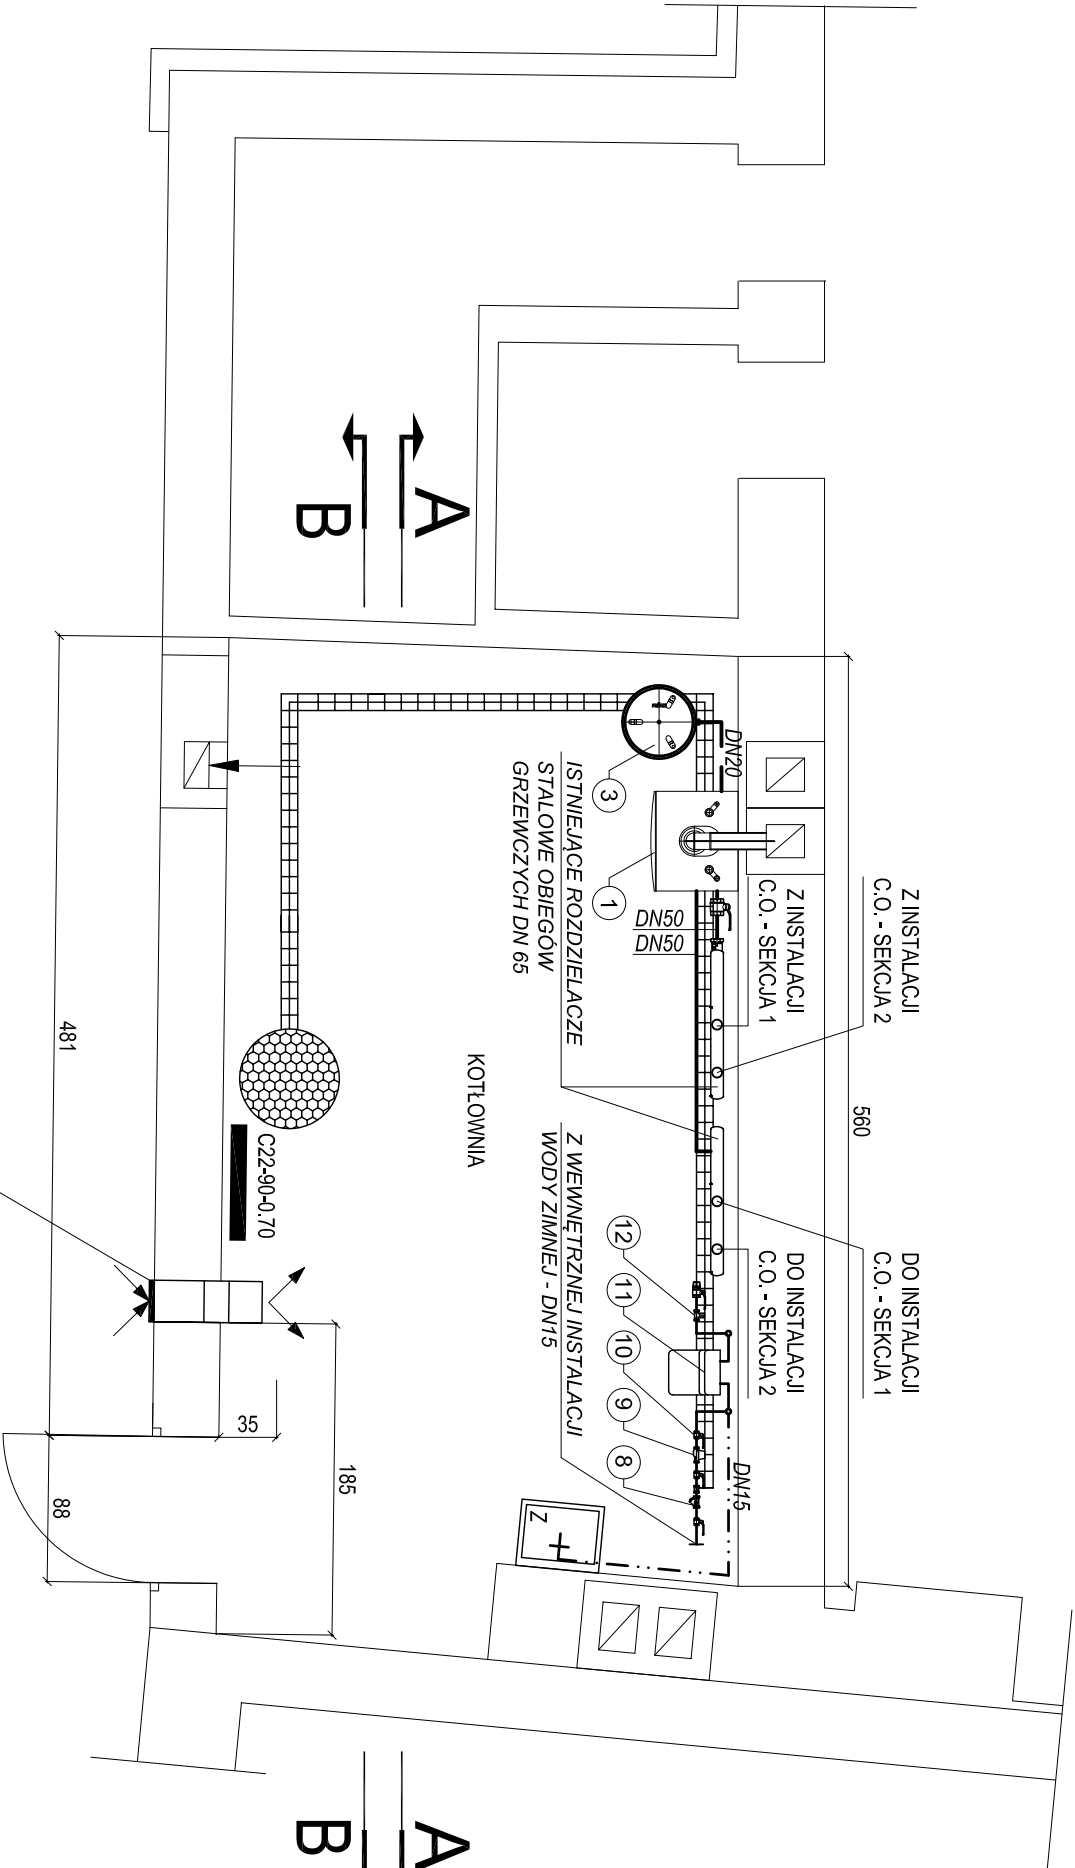 Z INSTALACJI
C.O. - SEKCJA 2
DO INSTALACJI
C.O. - SEKCJA 1
560
Z INSTALACJI
C.O. - SEKCJA 1
DO INSTALACJI
C.O. - SEKCJA 2
DN20
DN15
DN50
DN50
3
1
12
11
10
9
8
ISTNIEJĄCE ROZDZIELACZE
STALOWE OBIEGÓW
GRZEWCZYCH DN 65
Z WEWNĘTRZNEJ INSTALACJI
WODY ZIMNEJ - DN15
Z
KOTŁOWNIA
A
B
A
B
C22-90-0.70
185
35
481
88